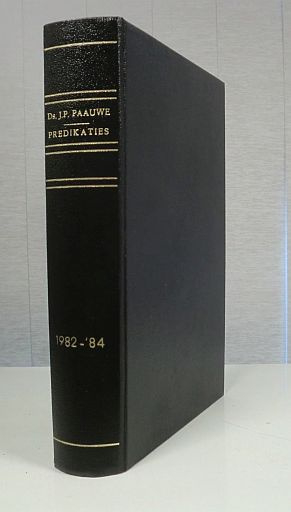 Ds. J.P. PAAUWE
PREDIKATIES
1982-'84